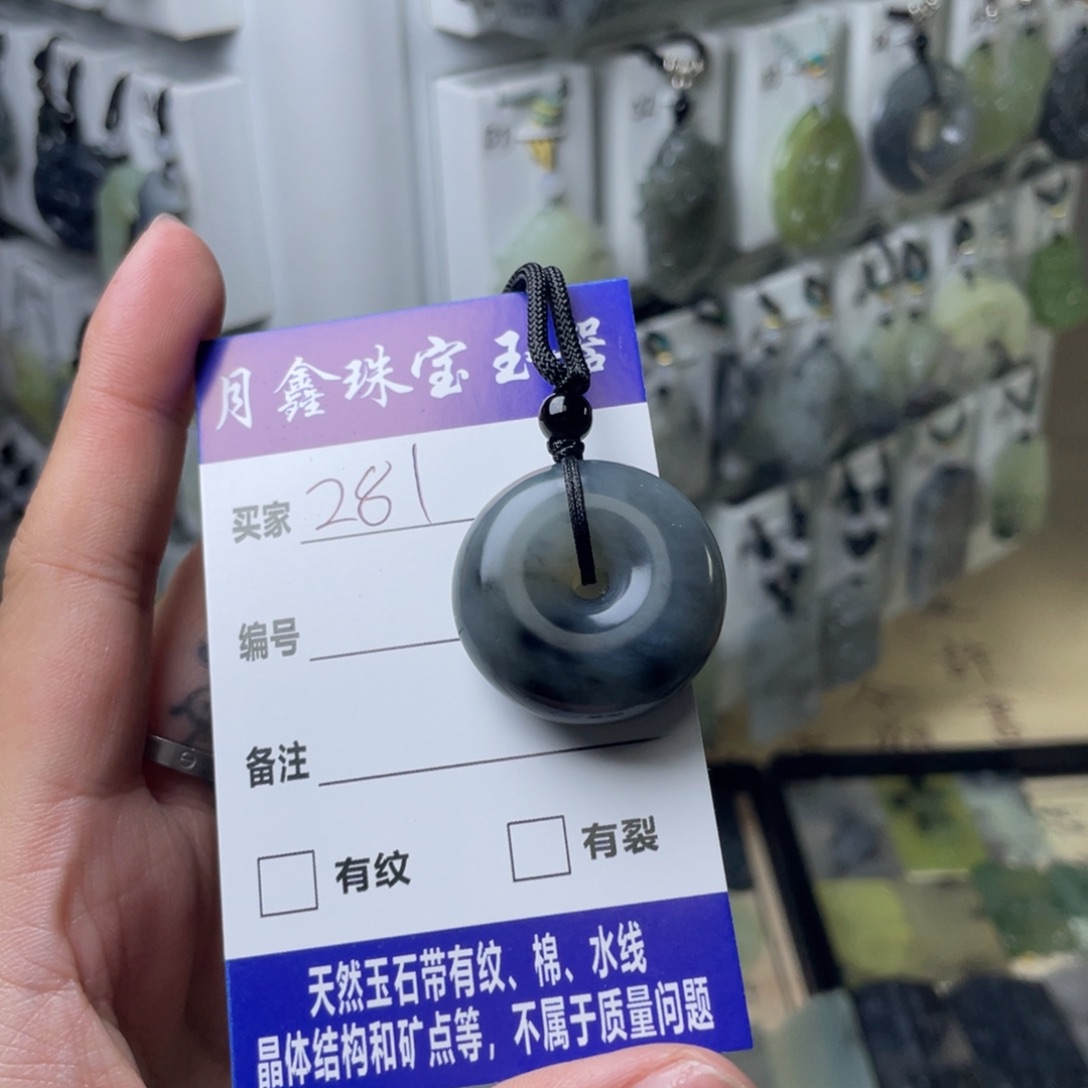 月鑫珠宝玉器
买家 281
编号
备注
有纹 有裂
天然玉石带有纹、棉、水线
晶体结构和矿点等，不属于质量问题